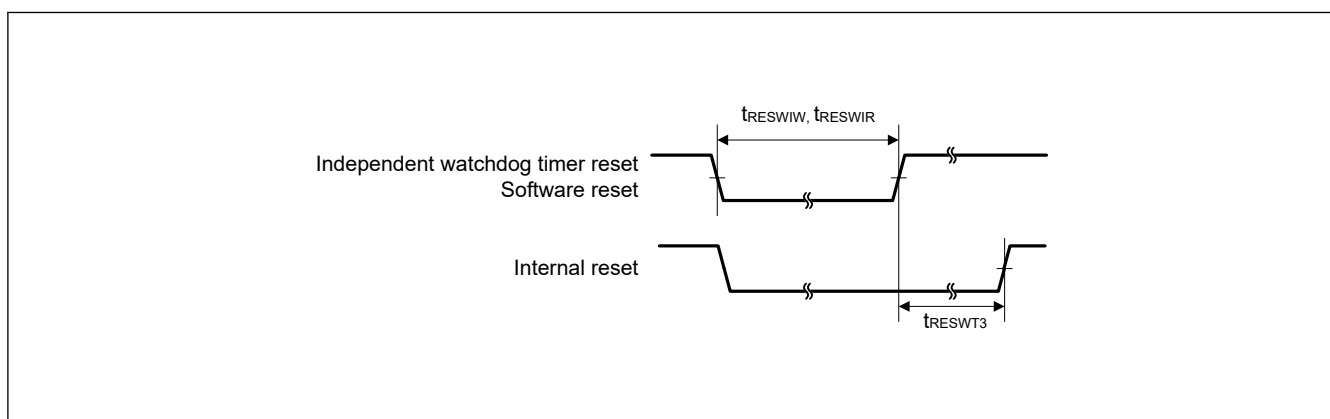 tRESWIW, tRESWIR
Independent watchdog timer reset
Software reset
Internal reset
tRESWT3